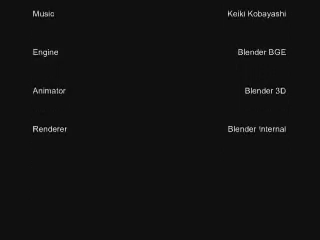 Music Keiki Kobayashi
Engine Blender BGE
Animator Blender 3D
Renderer Blender Internal